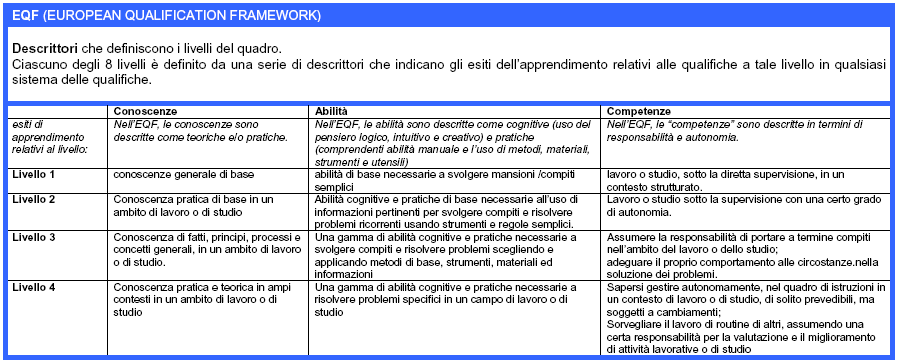 EQF (EUROPEAN QUALIFICATION FRAMEWORK)
Descrittori che definiscono i livelli del quadro.
Ciascuno degli 8 livelli è definito da una serie di descrittori che indicano gli esiti dell'apprendimento relativi alle qualifiche a tale livello in qualsiasi
sistema delle qualifiche.
Conoscenze
Abilità
Competenze
esiti di
apprendimento
relativi al livello:
Nell'EQF, le conoscenze sono
descritte come teoriche e/o pratiche.
Nell'EQF, le abilità sono descritte come cognitive (uso del
pensiero logico, intuitivo e creativo) e pratiche
(comprendenti abilità manuale e l'uso di metodi, materiali,
strumenti e utensili)
Nell'EQF, le "competenze" sono descritte in termini di
responsabilità e autonomia.
Livello 1
conoscenze generale di base
abilità di base necessarie a svolgere mansioni /compiti
semplici
lavoro o studio, sotto la diretta supervisione, in un
contesto strutturato.
Livello 2
Conoscenza pratica di base in un
ambito di lavoro o di studio
Abilità cognitive e pratiche di base necessarie all'uso di
informazioni pertinenti per svolgere compiti e risolvere
problemi ricorrenti usando strumenti e regole semplici.
Lavoro o studio sotto la supervisione con una certo grado
di autonomia.
Livello 3
Conoscenza di fatti, principi, processi e
concetti generali, in un ambito di lavoro
o di studio.
Una gamma di abilità cognitive e pratiche necessarie a
svolgere compiti e risolvere problemi scegliendo e
applicando metodi di base, strumenti, materiali ed
informazioni
Assumere la responsabilità di portare a termine compiti
nell'ambito del lavoro o dello studio;
adeguare il proprio comportamento alle circostanze.nella
soluzione dei problemi.
Livello 4
Conoscenza pratica e teorica in ampi
contesti in un ambito di lavoro o di
studio
Una gamma di abilità cognitive e pratiche necessarie a
risolvere problemi specifici in un campo di lavoro o di
studio
Sapersi gestire autonomamente, nel quadro di istruzioni in
un contesto di lavoro o di studio, di solito prevedibili, ma
soggetti a cambiamenti;
Sorvegliare il lavoro di routine di altri, assumendo una
certa responsabilità per la valutazione e il miglioramento
di attività lavorative o di studio